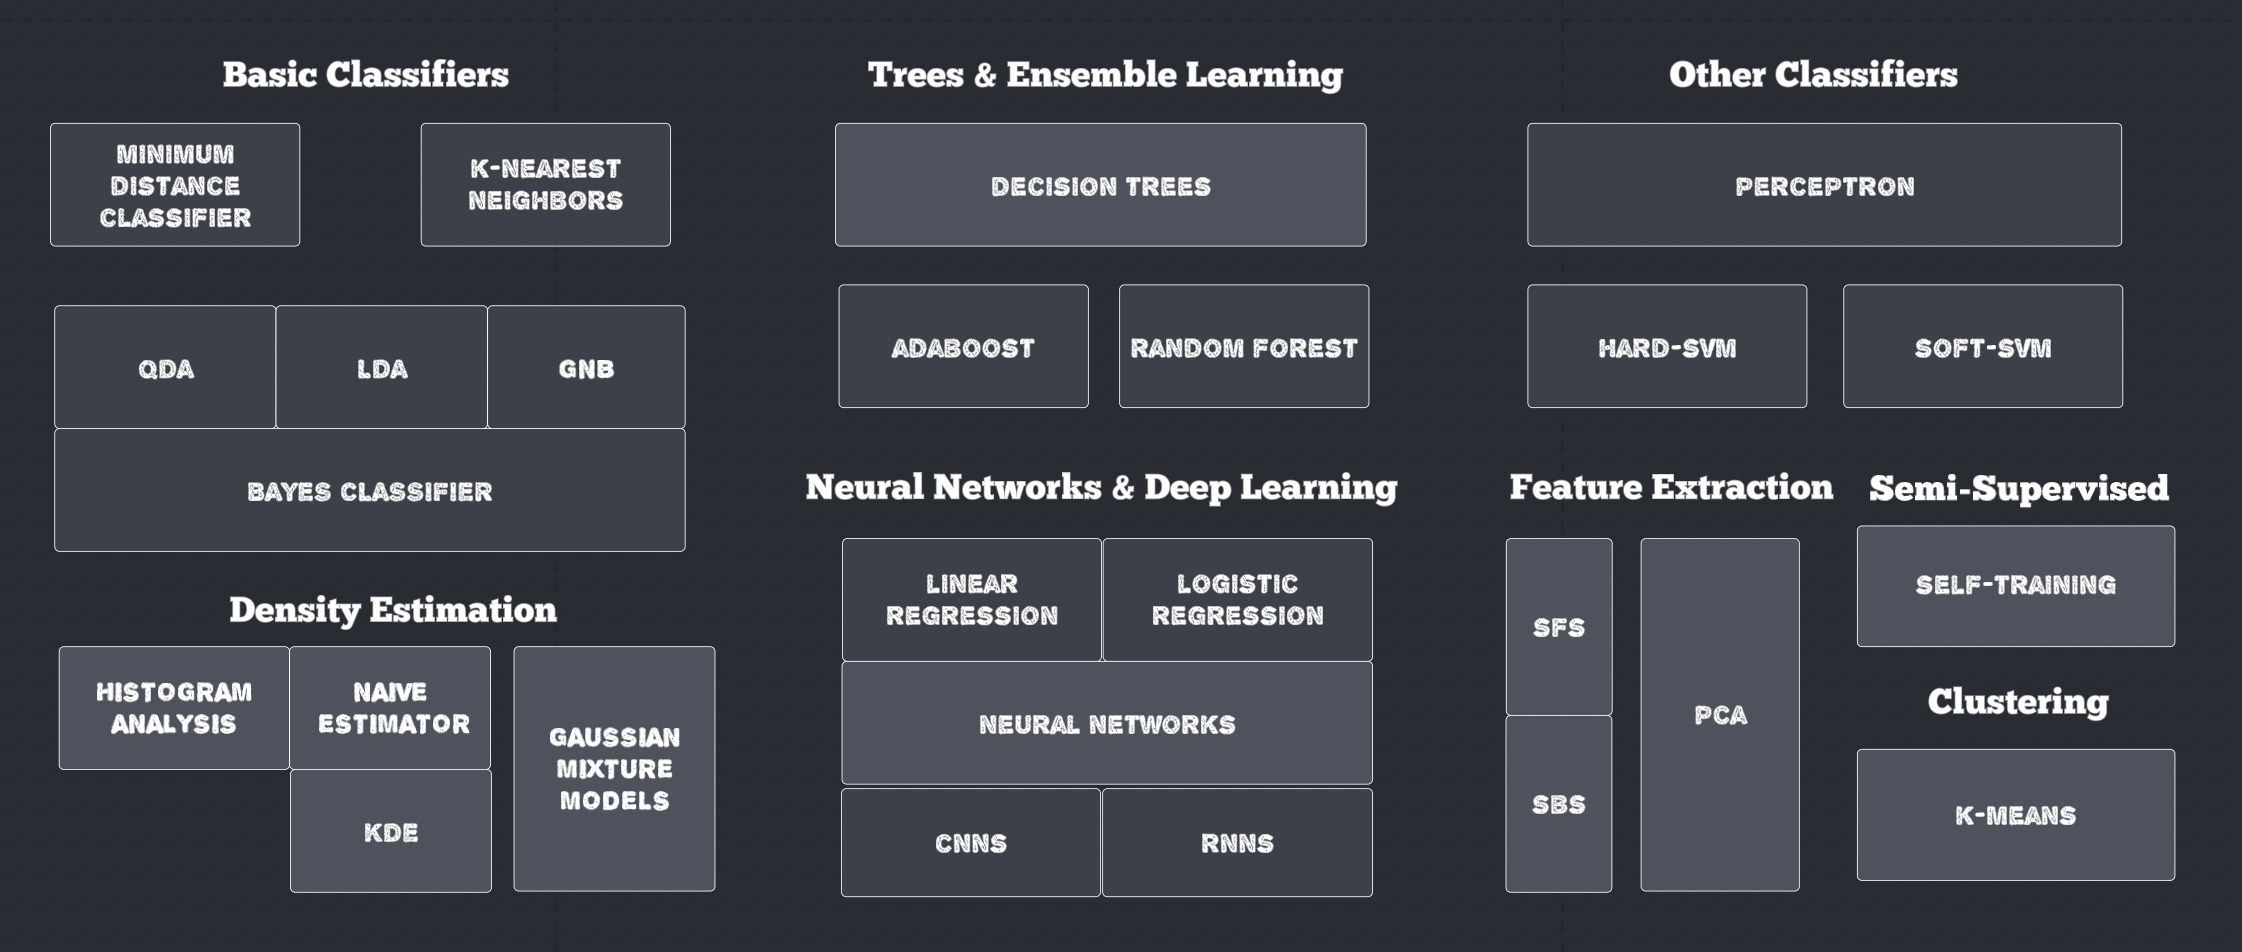 Basic Classifiers
MINIMUM
DISTANCE
CLASSIFIER
K-NEAREST
NEIGHBORS
QDA
LDA
GNB
BAYES CLASSIFIER
Density Estimation
HISTOGRAM
ANALYSIS
NAIVE
ESTIMATOR
KDE
GAUSSIAN
MIXTURE
MODELS
Trees & Ensemble Learning
DECISION TREES
ADABOOST
RANDOM FOREST
Neural Networks & Deep Learning
LINEAR
REGRESSION
LOGISTIC
REGRESSION
NEURAL NETWORKS
CNNS
RNNS
Other Classifiers
PERCEPTRON
HARD-SVM
SOFT-SVM
Feature Extraction
SFS
SBS
PCA
Semi-Supervised
SELF-TRAINING
Clustering
K-MEANS